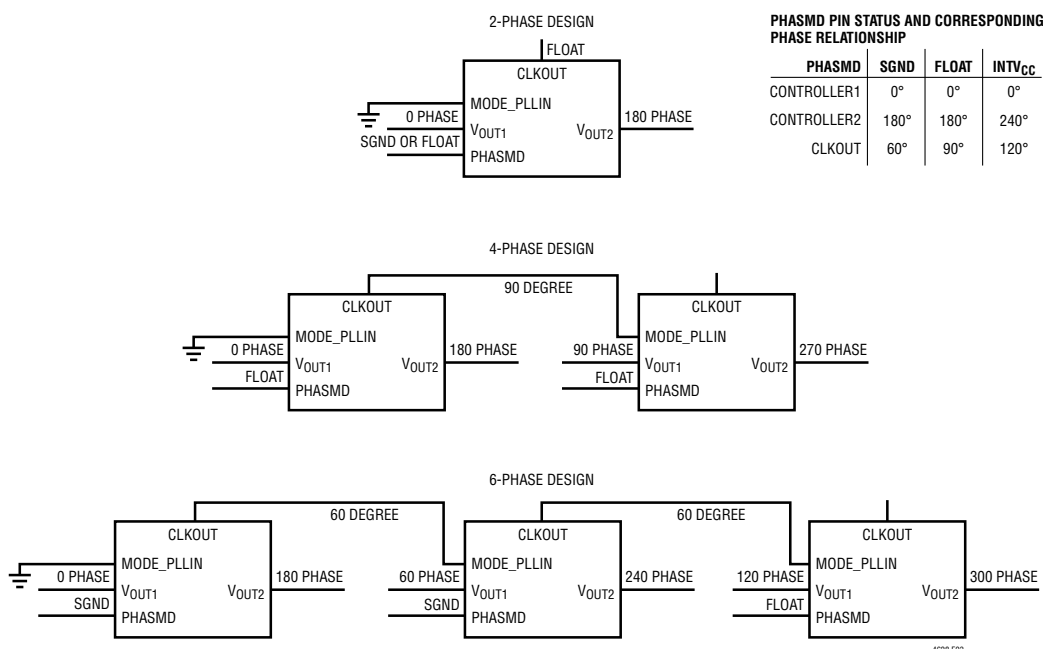 2-PHASE DESIGN
FLOAT
CLKOUT
MODE_PLLIN
0 PHASE
VOUT1
VOUT2
180 PHASE
SGND OR FLOAT
PHASMD
PHASMD PIN STATUS AND CORRESPONDING
PHASE RELATIONSHIP
PHASMD SGND FLOAT INTVCC
CONTROLLER1 0° 0° 0°
CONTROLLER2 180° 180° 240°
CLKOUT 60° 90° 120°
4-PHASE DESIGN
90 DEGREE
CLKOUT
MODE_PLLIN
0 PHASE
VOUT1
VOUT2
180 PHASE
FLOAT
PHASMD
CLKOUT
MODE_PLLIN
90 PHASE
VOUT1
VOUT2
270 PHASE
FLOAT
PHASMD
6-PHASE DESIGN
60 DEGREE
60 DEGREE
CLKOUT
MODE_PLLIN
0 PHASE
VOUT1
VOUT2
180 PHASE
SGND
PHASMD
CLKOUT
MODE_PLLIN
60 PHASE
VOUT1
VOUT2
240 PHASE
SGND
PHASMD
CLKOUT
MODE_PLLIN
120 PHASE
VOUT1
VOUT2
300 PHASE
FLOAT
PHASMD